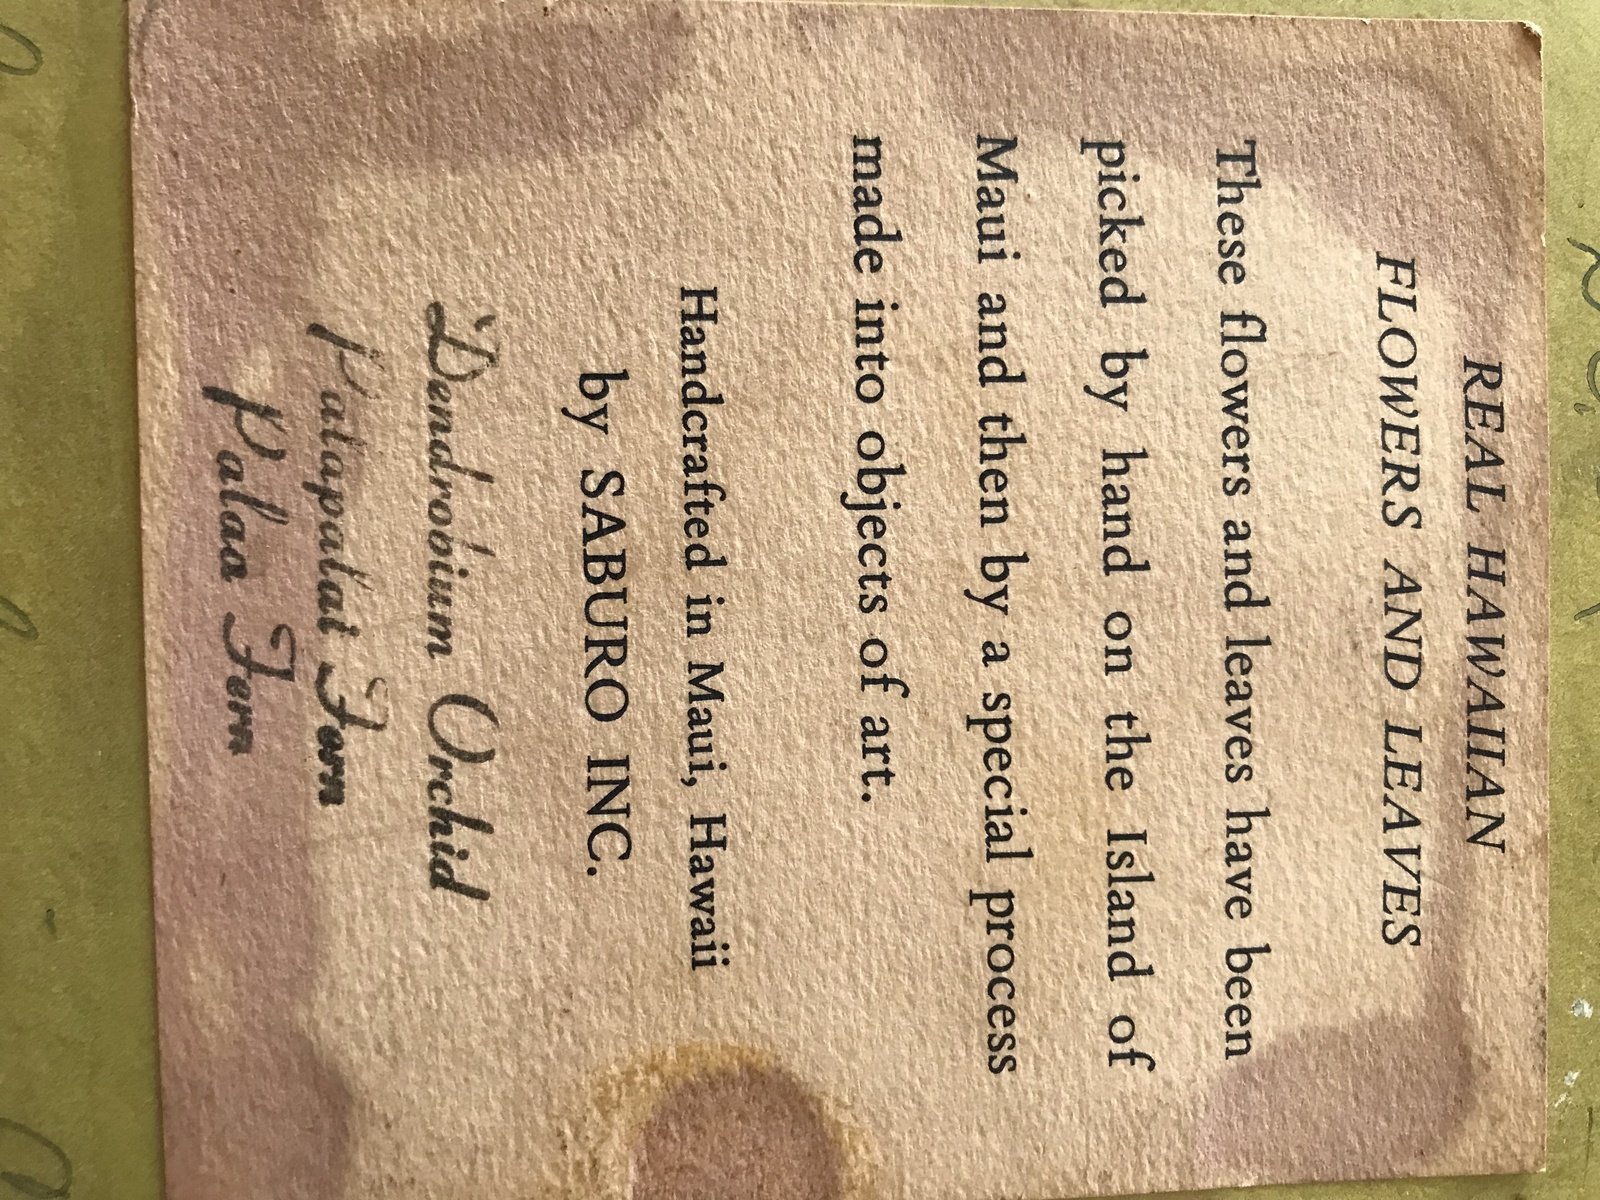 REAL HAWAIIAN
FLOWERS AND LEAVES
These flowers and leaves have been
picked by hand on the Island of
Maui and then by a special process
made into objects of art.
Handcrafted in Maui, Hawaii
by SABURO INC.
Dendrobium Orchid
Palapalai Fern
Palaa Fern